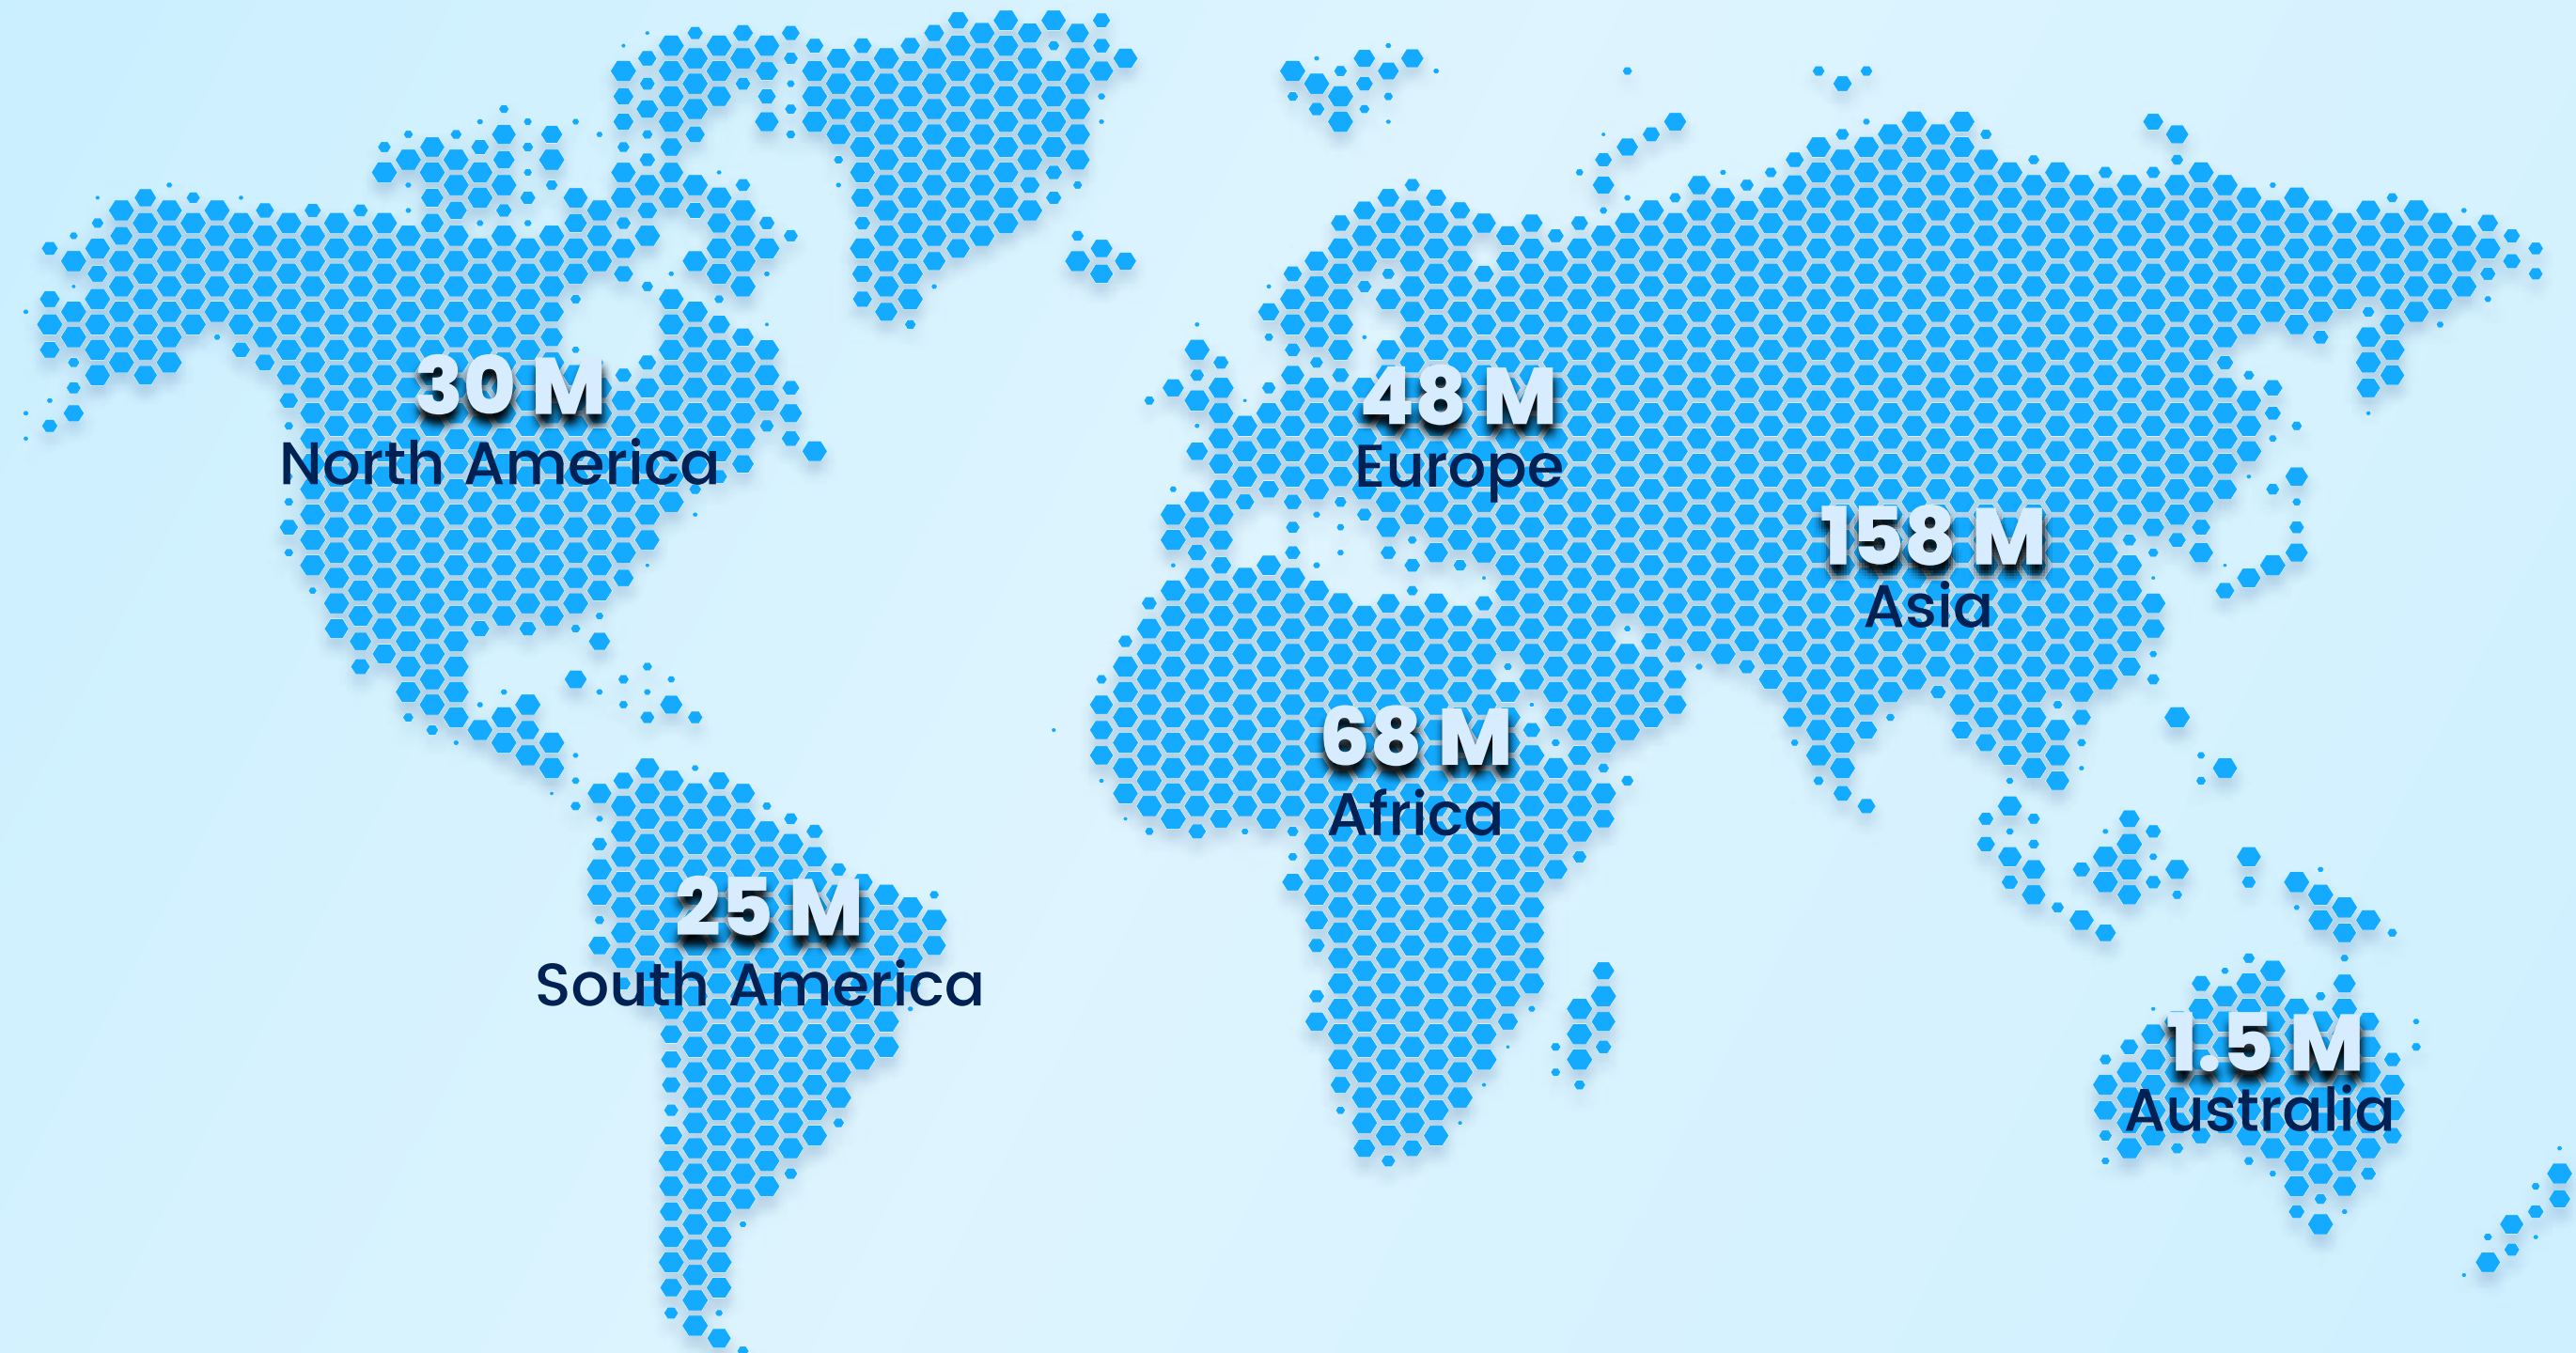 30 M
North America
48 M
Europe
158 M
Asia
68 M
Africa
25 M
South America
1.5 M
Australia